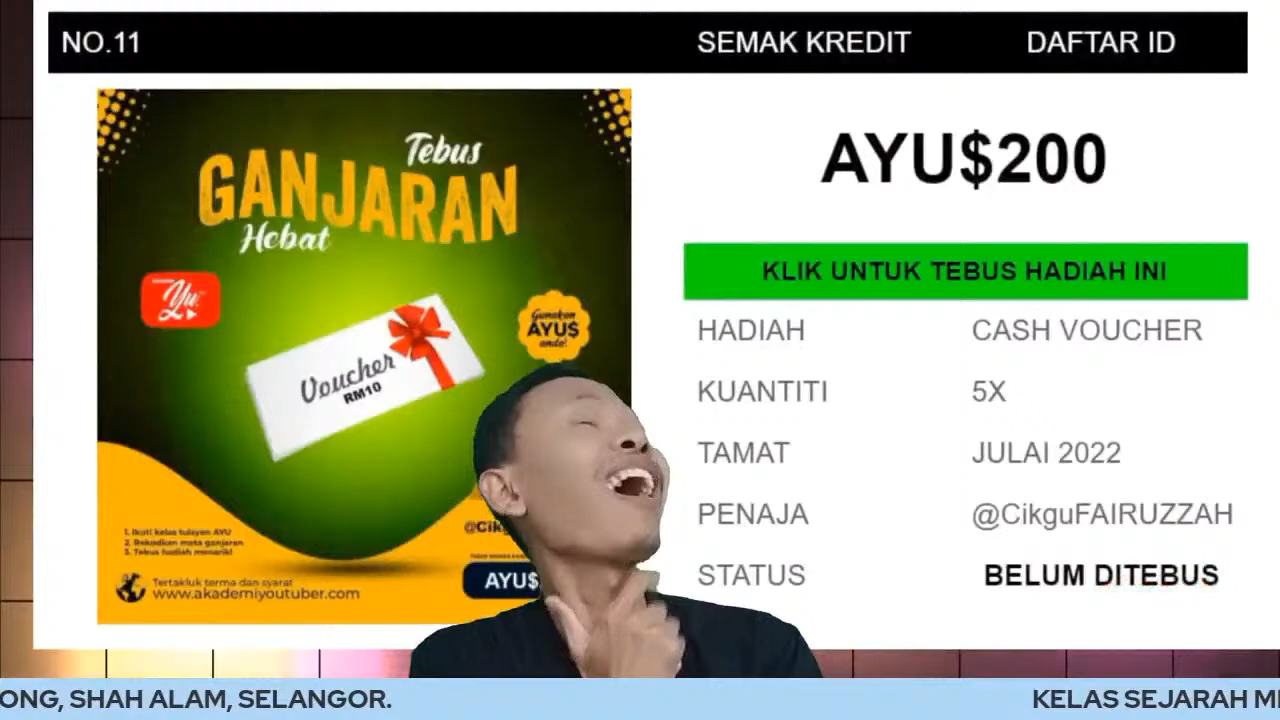 NO.11
SEMAK KREDIT
DAFTAR ID
Tebus
GANJARAN
Hebat
Yu
Gunakan
AYU$
anda!
Voucher
RM10
1. Ikuti kelas tulayen AYU
2. Rekodkan mata ganjaran
3. Tebus hadiah menarik!
Tertakluk terma dan syarat
www.akademiyoutuber.com
@Cik
AYU$
AYU$200
KLIK UNTUK TEBUS HADIAH INI
HADIAH CASH VOUCHER
KUANTITI 5X
TAMAT JULAI 2022
PENAJA @CikguFAIRUZZAH
STATUS BELUM DITEBUS
ONG, SHAH ALAM, SELANGOR.
KELAS SEJARAH